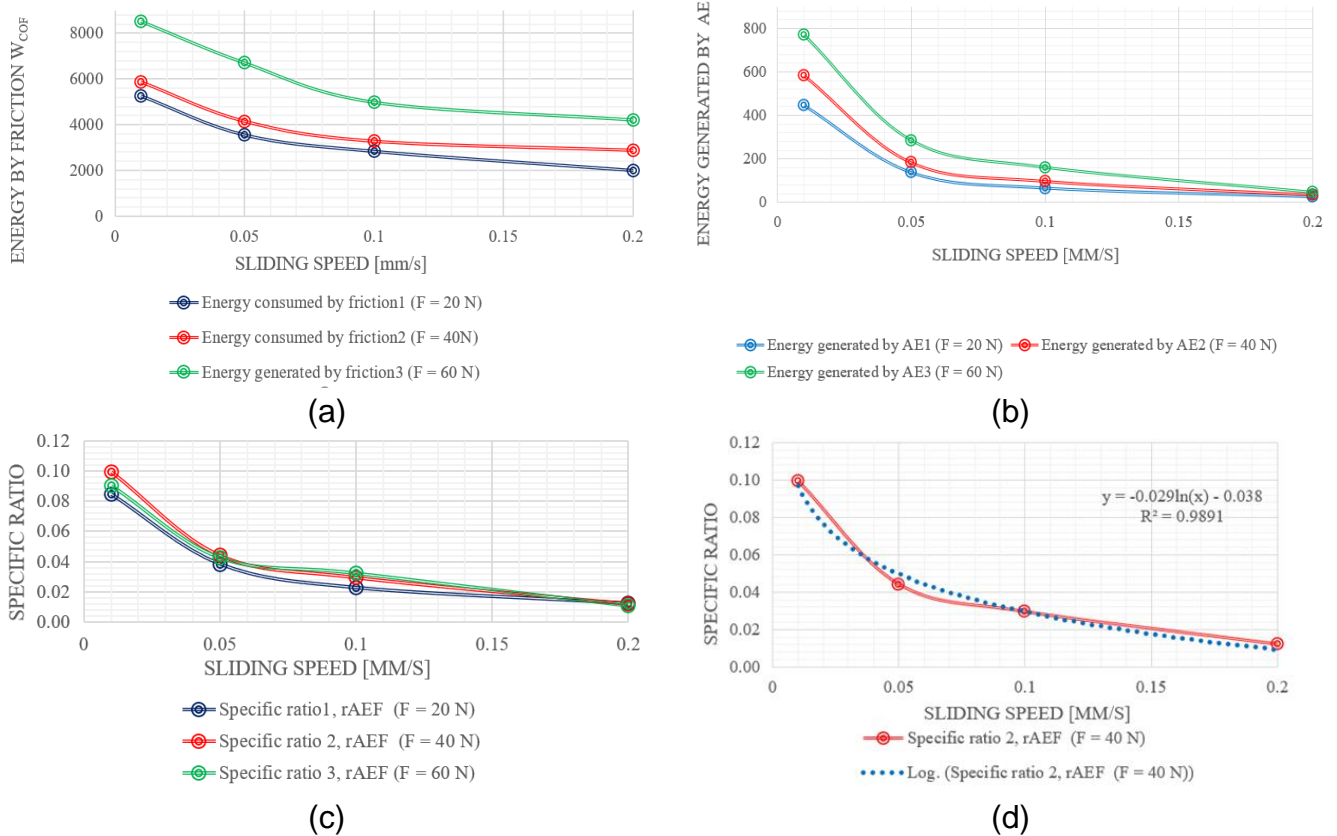 ENERGY BY FRICTION WCOF
8000
6000
4000
2000
0
0 0.05 0.1 0.15 0.2
SLIDING SPEED [mm/s]
Energy consumed by friction1 (F = 20 N)
Energy consumed by friction2 (F = 40N)
Energy generated by friction3 (F = 60 N)
(a)
ENERGY GENERATED BY AE
800
600
400
200
0
0 0.05 0.1 0.15 0.2
SLIDING SPEED [MM/S]
Energy generated by AE1 (F = 20 N) Energy generated by AE2 (F = 40 N)
Energy generated by AE3 (F = 60 N)
(b)
SPECIFIC RATIO
0.12
0.10
0.08
0.06
0.04
0.02
0.00
0 0.05 0.1 0.15 0.2
SLIDING SPEED [MM/S]
Specific ratio1, rAEF (F = 20 N)
Specific ratio 2, rAEF (F = 40 N)
Specific ratio 3, rAEF (F = 60 N)
(c)
SPECIFIC RATIO
0.12
0.10
0.08
0.06
0.04
0.02
0.00
y = -0.029ln(x) - 0.038
R² = 0.9891
0 0.05 0.1 0.15 0.2
SLIDING SPEED [MM/S]
Specific ratio 2, rAEF (F = 40 N)
Log. (Specific ratio 2, rAEF (F = 40 N))
(d)